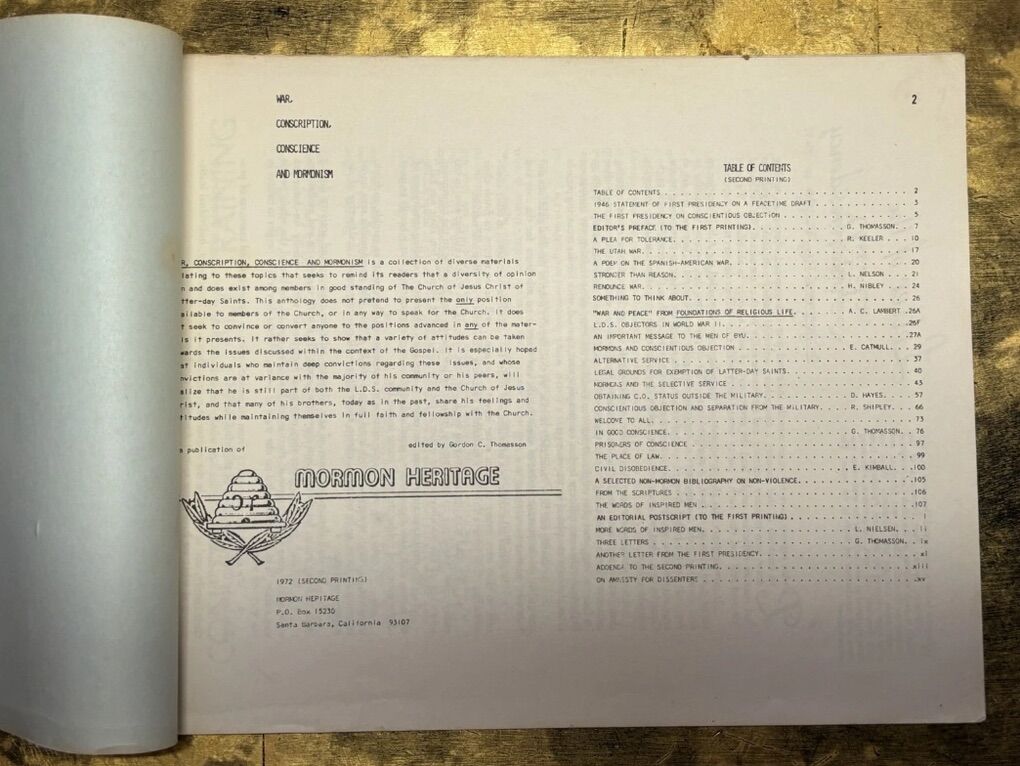 WAR,
CONSCRIPTION,
CONSCIENCE
AND MORMONISM
R, CONSCRIPTION, CONSCIENCE AND MORMONISM is a collection of diverse materials
lating to these topics that seeks to remind its readers that a diversity of opinion
n and does exist among members in good standing of The Church of Jesus Christ of
tter-day Saints. This anthology does not pretend to present the only position
ailable to members of the Church, or in any way to speak for the Church. It does
t seek to convince or convert anyone to the positions advanced in any of the mater-
ls it presents. It rather seeks to show that a variety of attitudes can be taken
wards the issues discussed within the context of the Gospel. It is especially hoped
at individuals who maintain deep convictions regarding these issues, and whose
nvictions are at variance with the majority of his community or his peers, will
alize that he is still part of both the L.D.S. community and the Church of Jesus
rist, and that many of his brothers, today as in the past, share his feelings and
titudes while maintaining themselves in full faith and fellowship with the Church.
edited by Gordon C. Thomasson
a publication of
MORMON HERITAGE
1972 (SECOND PRINTING)
MORMON HERITAGE
P.O. Box 15230
Santa Barbara, California 93107
2
TABLE OF CONTENTS
(SECOND PRINTING)
TABLE OF CONTENTS . . . . 2
1946 STATEMENT OF FIRST PRESIDENCY ON A PEACETIME DRAFT . . . . 3
THE FIRST PRESIDENCY ON CONSCIENTIOUS OBJECTION . . . . 5
EDITOR'S PREFACE (TO THE FIRST PRINTING). . . . G. THOMASSON. . 7
A PLEA FOR TOLERANCE. . . . R. KEELER . . 10
THE UTAH WAR. . . . 17
A POEM ON THE SPANISH-AMERICAN WAR. . . . 20
STRONGER THAN REASON. . . . L. NELSON . . 21
RENOUNCE WAR. . . . H. NIBLEY . . 24
SOMETHING TO THINK ABOUT. . . . 26
"WAR AND PEACE" FROM FOUNDATIONS OF RELIGIOUS LIFE. . . . A. C. LAMBERT .26A
L.D.S. OBJECTORS IN WORLD WAR II. . . . .26F
AN IMPORTANT MESSAGE TO THE MEN OF BYU. . . . .27A
MORMONS AND CONSCIENTIOUS OBJECTION . . . . E. CATMULL. . 29
ALTERNATIVE SERVICE . . . . 37
LEGAL GROUNDS FOR EXEMPTION OF LATTER-DAY SAINTS. . . . 40
MORMONS AND THE SELECTIVE SERVICE . . . . 43
OBTAINING C.O. STATUS OUTSIDE THE MILITARY. . . . D. HAYES. . 57
CONSCIENTIOUS OBJECTION AND SEPARATION FROM THE MILITARY. . . . R. SHIPLEY. . 66
WELCOME TO ALL. . . . 73
IN GOOD CONSCIENCE. . . . G. THOMASSON. . 76
PRISONERS OF CONSCIENCE . . . . 97
THE PLACE OF LAW. . . . 99
CIVIL DISOBEDIENCE. . . . E. KIMBALL. . .100
A SELECTED NON-MORMON BIBLIOGRAPHY ON NON-VIOLENCE. . . . .105
FROM THE SCRIPTURES . . . . .106
THE WORDS OF INSPIRED MEN . . . . .107
AN EDITORIAL POSTSCRIPT (TO THE FIRST PRINTING) . . . .
MORE WORDS OF INSPIRED MEN. . . . L. NIELSEN. . ii
THREE LETTERS . . . . G. THOMASSON. . ix
ANOTHER LETTER FROM THE FIRST PRESIDENCY. . . . xi
ADDENDA TO THE SECOND PRINTING. . . . xiii
ON AMNESTY FOR DISSENTERS . . . . .xv